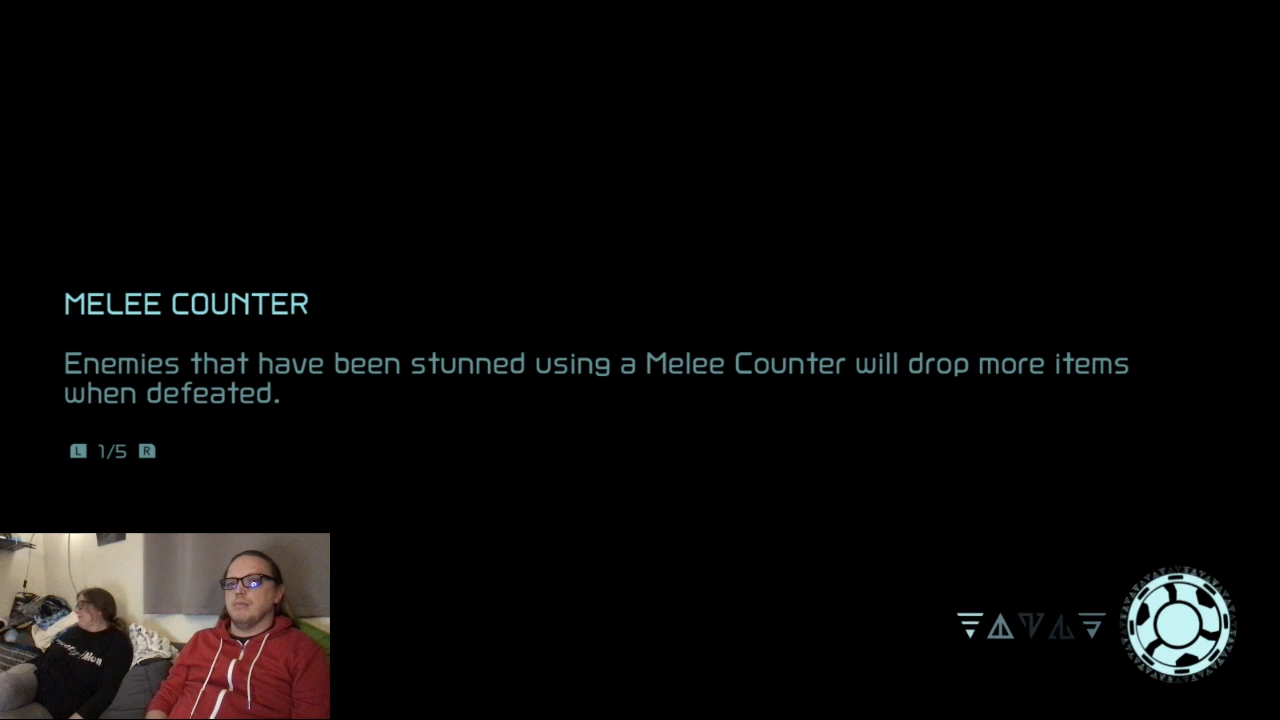 MELEE COUNTER
Enemies that have been stunned using a Melee Counter will drop more items
when defeated.
L 1/5 R